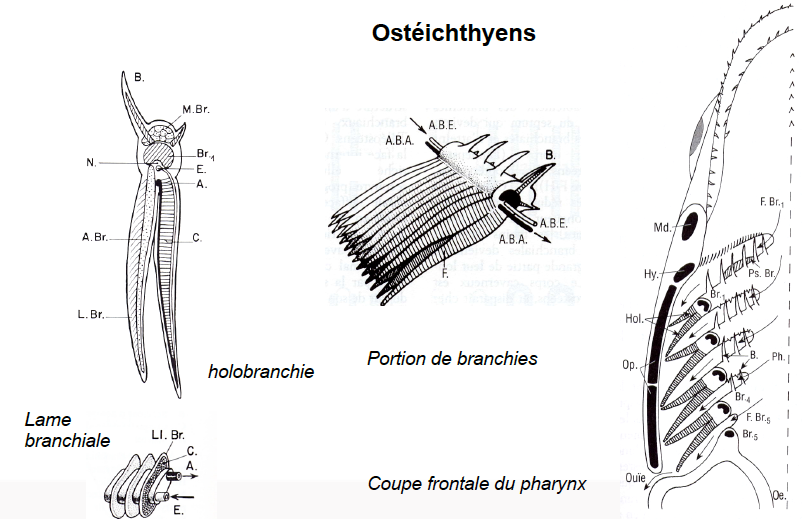 Ostéichthyens
B.
M.Br.
Br.1
N.
E.
A.
A.Br.
C.
L.Br.
holobranchie
Lame
branchiale
Ll.Br.
C.
A.
E.
A.B.E.
A.B.A.
B.
A.B.E.
A.B.A.
F.
Portion de branchies
Md.
F.Br.1
Hy.
Ps.Br.
Br.1
Hol.
Op.
B.
Ph.
Br.4
F.Br.5
Br.5
Ouïe
Oe.
Coupe frontale du pharynx